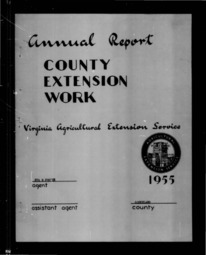 Annual Report
COUNTY
EXTENSION
WORK
Virginia Agricultural Extension Service
agent
1955
assistant agent
county